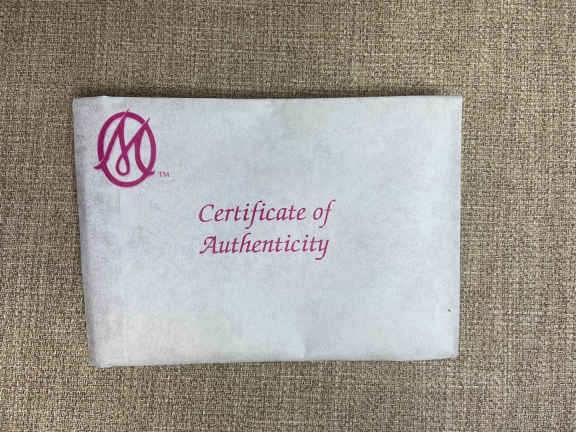 M
TM
Certificate of
Authenticity